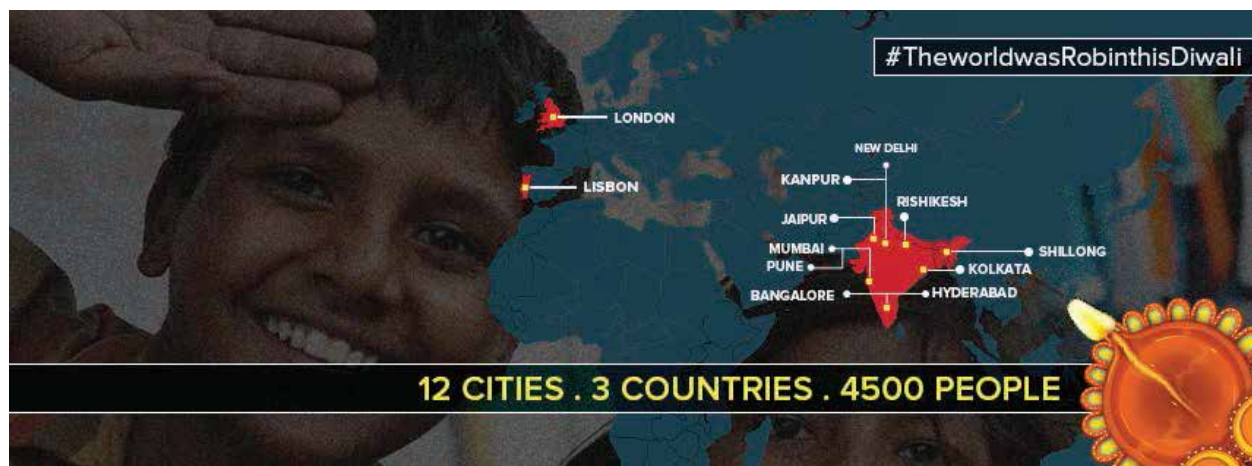 #TheworldwasRobinthisDiwali
LONDON
LISBON
NEW DELHI
KANPUR
RISHIKESH
JAIPUR
MUMBAI
SHILLONG
PUNE
KOLKATA
BANGALORE
HYDERABAD
12 CITIES . 3 COUNTRIES . 4500 PEOPLE